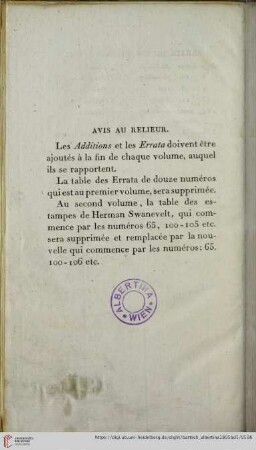 AVIS AU RELIEUR.
Les Additions et les Errata doivent être
ajoutés à la fin de chaque volume, auquel
ils se rapportent.
La table des Errata de douze numéros
qui est au premier volume, sera supprimée.
Au second volume, la table des es-
tampes de Herman Swanevelt, qui com-
mence par les numéros 65, 100-105 etc.
sera supprimée et remplacée par la nou-
velle qui commence par les numéros: 65.
100-106 etc.
ALBERTINA
WIEN